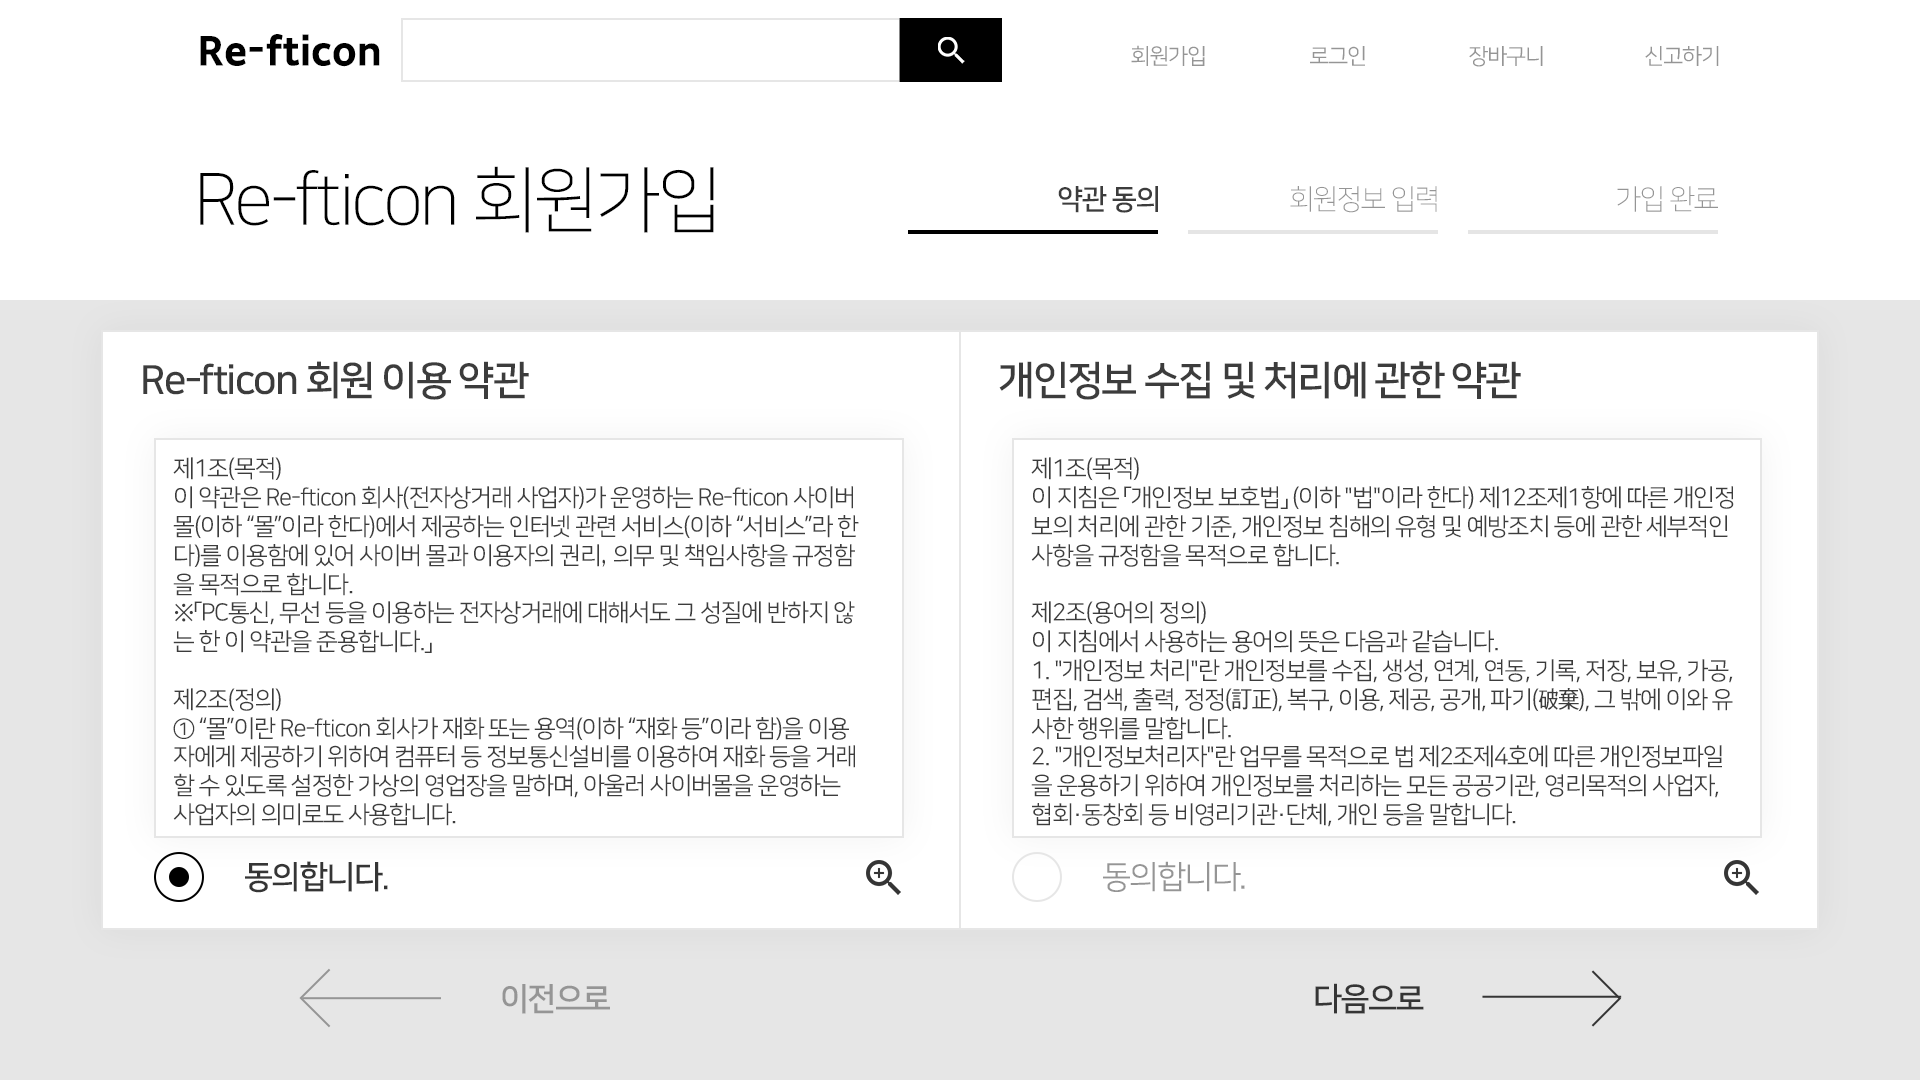 Re-fticon
회원가입
로그인
장바구니
신고하기
Re-fticon 회원가입
약관 동의
회원정보 입력
가입 완료
Re-fticon 회원 이용 약관
제1조(목적)
이 약관은 Re-fticon 회사(전자상거래 사업자)가 운영하는 Re-fticon 사이버
몰(이하 “몰”이라 한다)에서 제공하는 인터넷 관련 서비스(이하 “서비스”라 한
다)를 이용함에 있어 사이버 몰과 이용자의 권리, 의무 및 책임사항을 규정함
을 목적으로 합니다.
※「PC통신, 무선 등을 이용하는 전자상거래에 대해서도 그 성질에 반하지 않
는 한 이 약관을 준용합니다.」
제2조(정의)
① “몰”이란 Re-fticon 회사가 재화 또는 용역(이하 “재화 등”이라 함)을 이용
자에게 제공하기 위하여 컴퓨터 등 정보통신설비를 이용하여 재화 등을 거래
할 수 있도록 설정한 가상의 영업장을 말하며, 아울러 사이버몰을 운영하는
사업자의 의미로도 사용합니다.
동의합니다.
개인정보 수집 및 처리에 관한 약관
제1조(목적)
이 지침은 「개인정보 보호법」 (이하 "법"이라 한다) 제12조제1항에 따른 개인정
보의 처리에 관한 기준, 개인정보 침해의 유형 및 예방조치 등에 관한 세부적인
사항을 규정함을 목적으로 합니다.
제2조(용어의 정의)
이 지침에서 사용하는 용어의 뜻은 다음과 같습니다.
1. "개인정보 처리"란 개인정보를 수집, 생성, 연계, 연동, 기록, 저장, 보유, 가공,
편집, 검색, 출력, 정정(訂正), 복구, 이용, 제공, 공개, 파기(破棄), 그 밖에 이와 유
사한 행위를 말합니다.
2. "개인정보처리자"란 업무를 목적으로 법 제2조제4호에 따른 개인정보파일
을 운용하기 위하여 개인정보를 처리하는 모든 공공기관, 영리목적의 사업자,
협회·동창회 등 비영리기관·단체, 개인 등을 말합니다.
동의합니다.
이전으로
다음으로